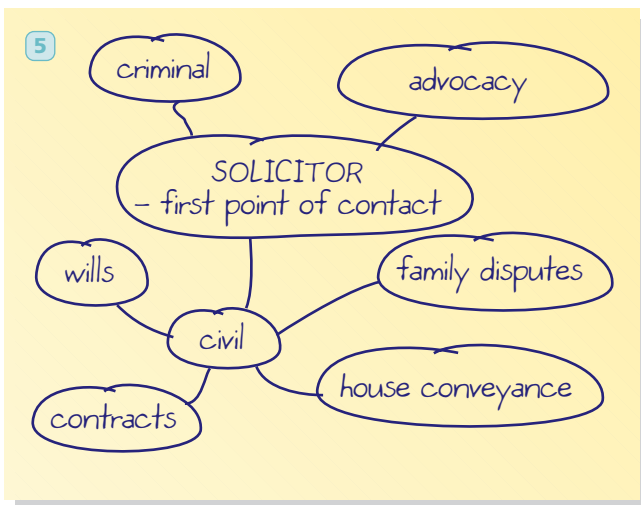 5
criminal
advocacy
SOLICITOR
– first point of contact
wills
family disputes
civil
house conveyance
contracts